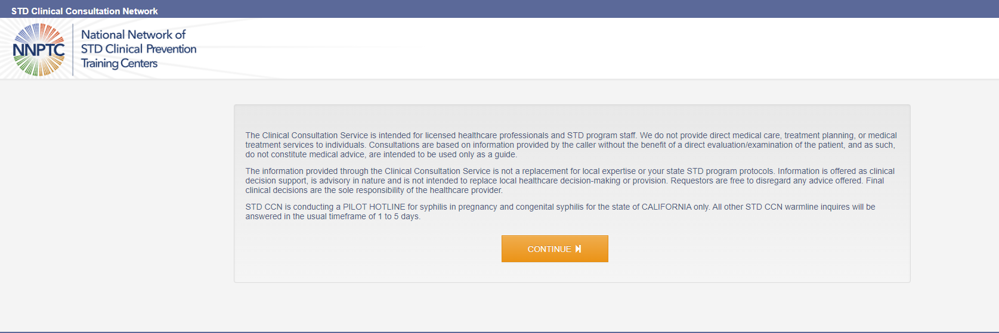 STD Clinical Consultation Network
NNPTC
National Network of
STD Clinical Prevention
Training Centers
The Clinical Consultation Service is intended for licensed healthcare professionals and STD program staff. We do not provide direct medical care, treatment planning, or medical
treatment services to individuals. Consultations are based on information provided by the caller without the benefit of a direct evaluation/examination of the patient, and as such,
do not constitute medical advice, are intended to be used only as a guide.
The information provided through the Clinical Consultation Service is not a replacement for local expertise or your state STD program protocols. Information is offered as clinical
decision support, is advisory in nature and is not intended to replace local healthcare decision-making or provision. Requestors are free to disregard any advice offered. Final
clinical decisions are the sole responsibility of the healthcare provider.
STD CCN is conducting a PILOT HOTLINE for syphilis in pregnancy and congenital syphilis for the state of CALIFORNIA only. All other STD CCN warmline inquires will be
answered in the usual timeframe of 1 to 5 days.
CONTINUE